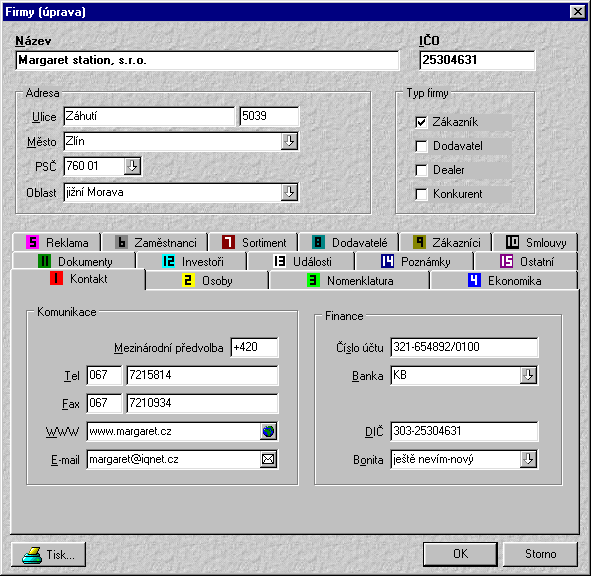 Firmy (úprava)
Název IČO
Margaret station, s.r.o. 25304631
Adresa Typ firmy
Ulice Záhutí 5039 Zákazník
Město Zlín Dodavatel
PSČ 760 01 Dealer
Oblast jižní Morava Konkurent
5 Reklama 6 Zaměstnanci 7 Sortiment 8 Dodavatelé 9 Zákazníci 10 Smlouvy
11 Dokumenty 12 Investoři 13 Události 14 Poznámky 15 Ostatní
1 Kontakt 2 Osoby 3 Nomenklatura 4 Ekonomika
Komunikace Finance
Mezinárodní předvolba +420 Číslo účtu 321-654892/0100
Tel 067 7215814 Banka KB
Fax 067 7210934
WWW www.margaret.cz DIČ 303-25304631
E-mail margaret@iqnet.cz Bonita ještě nevím-nový
Tisk... OK Storno